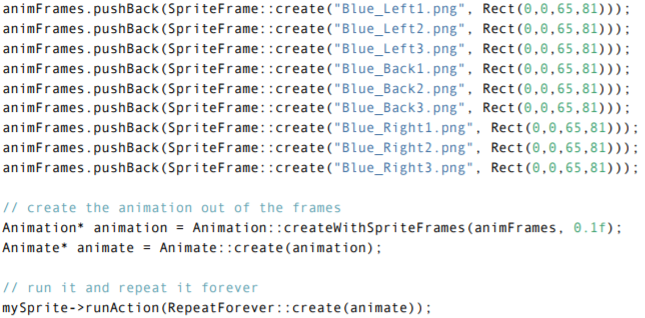 animFrames.pushBack(SpriteFrame::create("Blue_Left1.png", Rect(0,0,65,81)));
animFrames.pushBack(SpriteFrame::create("Blue_Left2.png", Rect(0,0,65,81)));
animFrames.pushBack(SpriteFrame::create("Blue_Left3.png", Rect(0,0,65,81)));
animFrames.pushBack(SpriteFrame::create("Blue_Back1.png", Rect(0,0,65,81)));
animFrames.pushBack(SpriteFrame::create("Blue_Back2.png", Rect(0,0,65,81)));
animFrames.pushBack(SpriteFrame::create("Blue_Back3.png", Rect(0,0,65,81)));
animFrames.pushBack(SpriteFrame::create("Blue_Right1.png", Rect(0,0,65,81)));
animFrames.pushBack(SpriteFrame::create("Blue_Right2.png", Rect(0,0,65,81)));
animFrames.pushBack(SpriteFrame::create("Blue_Right3.png", Rect(0,0,65,81)));
// create the animation out of the frames
Animation* animation = Animation::createWithSpriteFrames(animFrames, 0.1f);
Animate* animate = Animate::create(animation);
// run it and repeat it forever
mySprite->runAction(RepeatForever::create(animate));